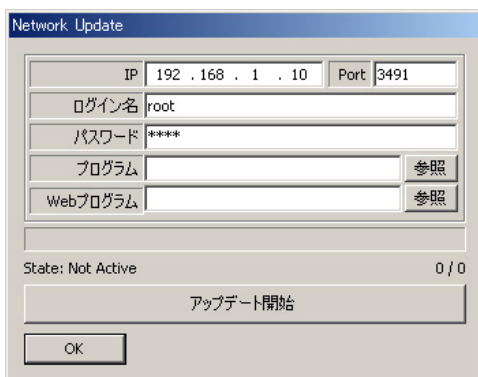 Network Update
IP 192 . 168 . 1 . 10 Port 3491
ログイン名 root
パスワード ****
プログラム 参照
Webプログラム 参照
State: Not Active 0 / 0
アップデート開始
OK